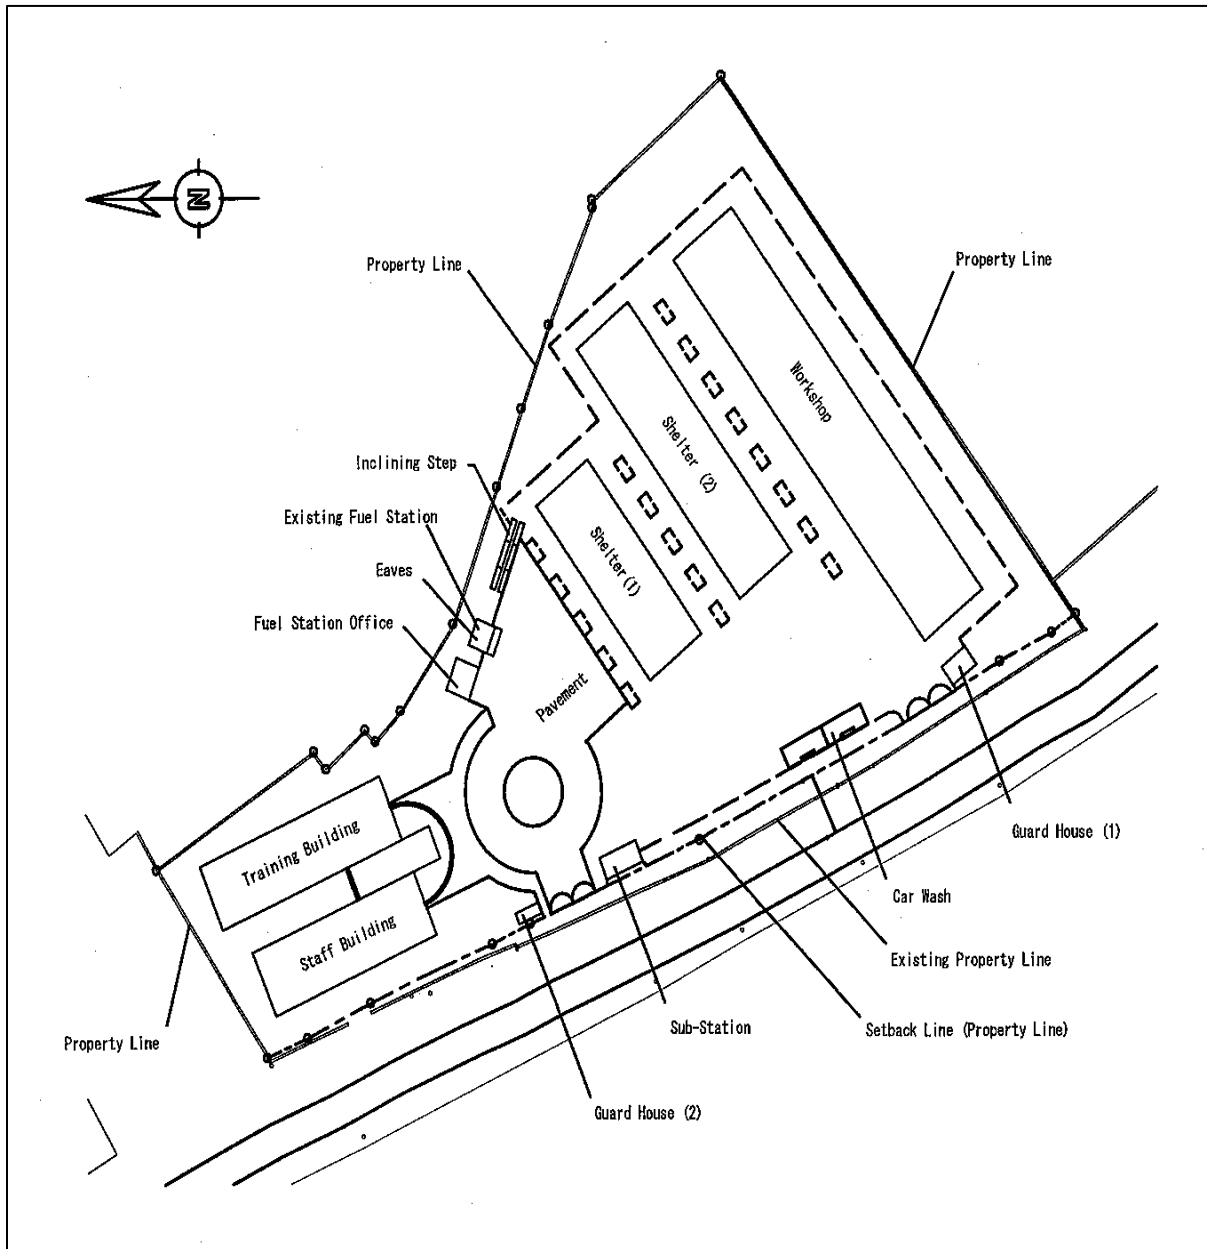 N
Property Line
Property Line
Workshop
Shelter (2)
Inclining Step
Existing Fuel Station
Shelter(1)
Eaves
Fuel Station Office
Pavement
Training Building
Guard House (1)
Car Wash
Staff Building
Existing Property Line
Sub-Station
Setback Line (Property Line)
Property Line
Guard House (2)